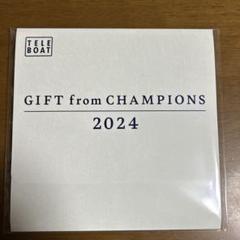 TELE
BOAT
GIFT from CHAMPIONS
2024